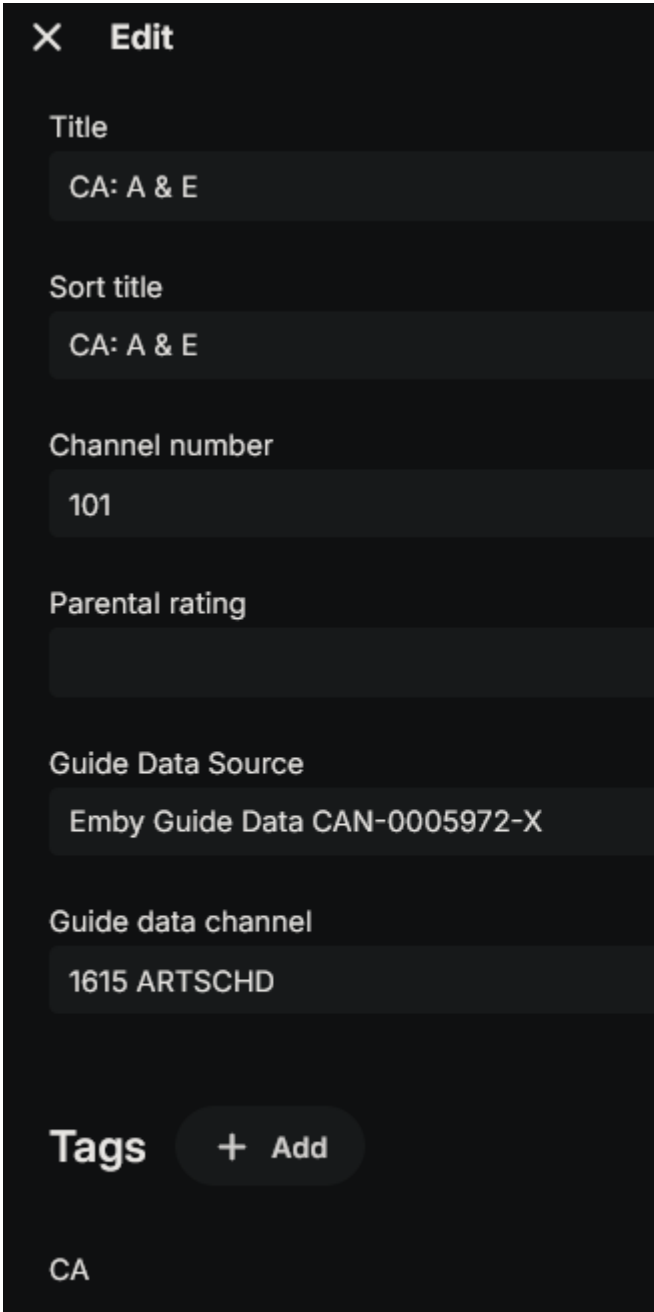 Edit
Title
CA: A & E
Sort title
CA: A & E
Channel number
101
Parental rating
Guide Data Source
Emby Guide Data CAN-0005972-X
Guide data channel
1615 ARTSCHD
Tags + Add
CA